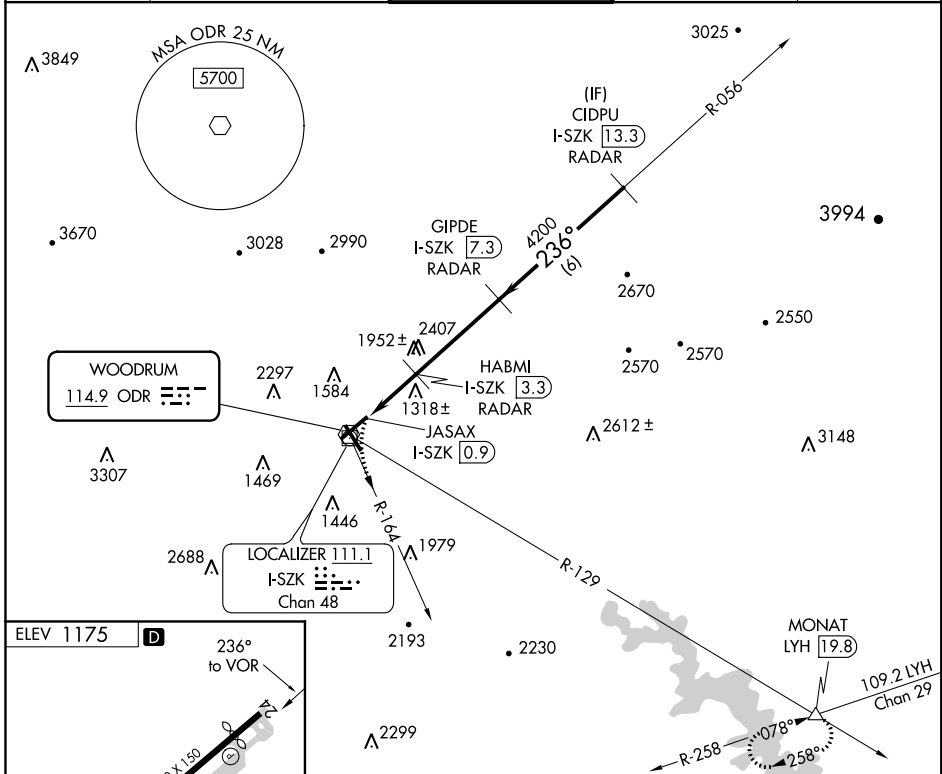 MSA ODR 25 NM
5700
3849
3025
R-056
(IF)
CIDPU
I-SZK 13.3
RADAR
3994
3670
3028
2990
GIPDE
I-SZK 7.3
RADAR
4200
236°
(6)
2670
2550
2570
2570
1952 ±
2407
WOODRUM
114.9 ODR
2297
1584
HABMI
I-SZK 3.3
RADAR
1318 ±
JASAX
I-SZK 0.9
2612 ±
3148
3307
1469
1446
R-164
1979
2688
LOCALIZER 111.1
I-SZK
Chan 48
R-129
2193
2230
MONAT
LYH 19.8
109.2 LYH
Chan 29
R-258
078°
258°
2299
ELEV 1175
D
236°
to VOR
24
X 150
P